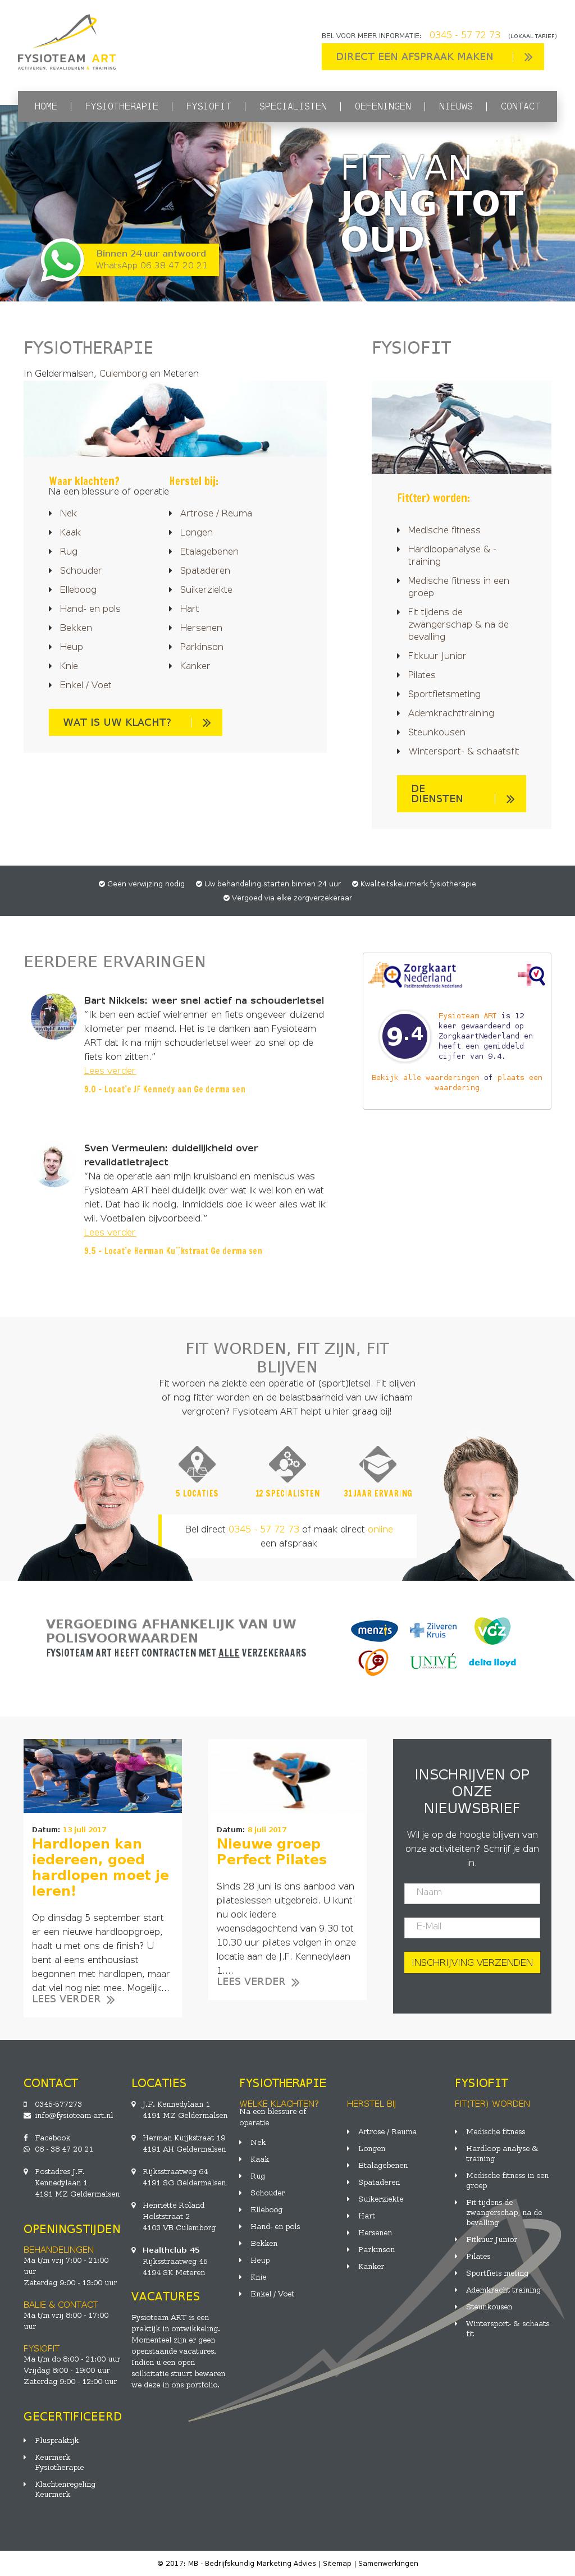 FYSIOTEAM ART
ACTIVEREN, REVALIDEREN & TRAINING
BEL VOOR MEER INFORMATIE: 0345 - 57 72 73 (LOKAAL TARIEF)
DIRECT EEN AFSPRAAK MAKEN
HOME | FYSIOTHERAPIE | FYSIOFIT | SPECIALISTEN | OEFENINGEN | NIEUWS | CONTACT
FIT VAN
JONG TOT
OUD
Binnen 24 uur antwoord
WhatsApp 06 38 47 20 21
FYSIOTHERAPIE
In Geldermalsen, Culemborg en Meteren
Waar klachten?
Na een blessure of operatie
Nek
Kaak
Rug
Schouder
Elleboog
Hand- en pols
Bekken
Heup
Knie
Enkel / Voet
Herstel bij:
Artrose / Reuma
Longen
Etalagebenen
Spataderen
Suikerziekte
Hart
Hersenen
Parkinson
Kanker
WAT IS UW KLACHT?
FYSIOFIT
Fit(ter) worden:
Medische fitness
Hardloopanalyse & -
training
Medische fitness in een
groep
Fit tijdens de
zwangerschap & na de
bevalling
Fitkuur Junior
Pilates
Sportfietsmeting
Ademkrachttraining
Steunkousen
Wintersport- & schaatsfit
DE
DIENSTEN
Geen verwijzing nodig Uw behandeling starten binnen 24 uur Kwaliteitskeurmerk fysiotherapie
Vergoed via elke zorgverzekeraar
EERDERE ERVARINGEN
Bart Nikkels: weer snel actief na schouderletsel
“Ik ben een actief wielrenner en fiets ongeveer duizend
kilometer per maand. Het is te danken aan Fysioteam
ART dat ik na mijn schouderletsel weer zo snel op de
fiets kon zitten.”
Lees verder
9.0 - Locat'e JF Kennedy aan Ge derma sen
Sven Vermeulen: duidelijkheid over
revalidatietraject
“Na de operatie aan mijn kruisband en meniscus was
Fysioteam ART heel duidelijk over wat ik wel kon en wat
niet. Dat had ik nodig. Inmiddels doe ik weer alles wat ik
wil. Voetballen bijvoorbeeld.”
Lees verder
9.5 - Locat'e Herman Ku''kstraat Ge derma sen
Zorgkaart
Nederland
Patiëntenfederatie Nederland
9.4
Fysioteam ART is 12
keer gewaardeerd op
ZorgkaartNederland en
heeft een gemiddeld
cijfer van 9.4.
Bekijk alle waarderingen of plaats een
waardering
FIT WORDEN, FIT ZIJN, FIT
BLIJVEN
Fit worden na ziekte een operatie of (sport)letsel. Fit blijven
of nog fitter worden en de belastbaarheid van uw lichaam
vergroten? Fysioteam ART helpt u hier graag bij!
5 LOCATIES
12 SPECIALISTEN
31 JAAR ERVARING
Bel direct 0345 - 57 72 73 of maak direct online
een afspraak
VERGOEDING AFHANKELIJK VAN UW
POLISVOORWAARDEN
FYSIOTEAM ART HEEFT CONTRACTEN MET ALLE VERZEKERAARS
menzis
Zilveren
Kruis
VGZ
CZ
UNIVÉ
delta lloyd
Datum: 13 juli 2017
Hardlopen kan
iedereen, goed
hardlopen moet je
leren!
Op dinsdag 5 september start
er een nieuwe hardloopgroep,
haalt u met ons de finish? U
bent al eens enthousiast
begonnen met hardlopen, maar
dat viel nog niet mee. Mogelijk...
LEES VERDER
Datum: 8 juli 2017
Nieuwe groep
Perfect Pilates
Sinds 28 juni is ons aanbod van
pilateslessen uitgebreid. U kunt
nu ook iedere
woensdagochtend van 9.30 tot
10.30 uur pilates volgen in onze
locatie aan de J.F. Kennedylaan
1....
LEES VERDER
INSCHRIJVEN OP
ONZE
NIEUWSBRIEF
Wil je op de hoogte blijven van
onze activiteiten? Schrijf je dan
in.
Naam
E-Mail
INSCHRIJVING VERZENDEN
CONTACT
0345-577273
info@fysioteam-art.nl
Facebook
06 - 38 47 20 21
Postadres J.F.
Kennedylaan 1
4191 MZ Geldermalsen
OPENINGSTIJDEN
BEHANDELINGEN
Ma t/m vrij 7:00 - 21:00
uur
Zaterdag 9:00 - 13:00 uur
BALIE & CONTACT
Ma t/m vrij 8:00 - 17:00
uur
FYSIOFIT
Ma t/m do 8:00 - 21:00 uur
Vrijdag 8:00 - 19:00 uur
Zaterdag 9:00 - 12:00 uur
GECERTIFICEERD
Pluspraktijk
Keurmerk
Fysiotherapie
Klachtenregeling
Keurmerk
LOCATIES
J.F. Kennedylaan 1
4191 MZ Geldermalsen
Herman Kuijkstraat 19
4191 AH Geldermalsen
Rijksstraatweg 64
4191 SG Geldermalsen
Henriëtte Roland
Holststraat 2
4103 VB Culemborg
Healthclub 45
Rijksstraatweg 45
4194 SK Meteren
VACATURES
Fysioteam ART is een
praktijk in ontwikkeling.
Momenteel zijn er geen
openstaande vacatures.
Indien u een open
sollicitatie stuurt bewaren
we deze in ons portfolio.
FYSIOTHERAPIE
WELKE KLACHTEN?
Na een blessure of
operatie
Nek
Kaak
Rug
Schouder
Elleboog
Hand- en pols
Bekken
Heup
Knie
Enkel / Voet
HERSTEL BIJ
Artrose / Reuma
Longen
Etalagebenen
Spataderen
Suikerziekte
Hart
Hersenen
Parkinson
Kanker
FYSIOFIT
FIT(TER) WORDEN
Medische fitness
Hardloop analyse &
training
Medische fitness in een
groep
Fit tijdens de
zwangerschap, na de
bevalling
Fitkuur Junior
Pilates
Sportfiets meting
Ademkracht training
Steunkousen
Wintersport- & schaats
fit
© 2017: MB - Bedrijfskundig Marketing Advies | Sitemap | Samenwerkingen